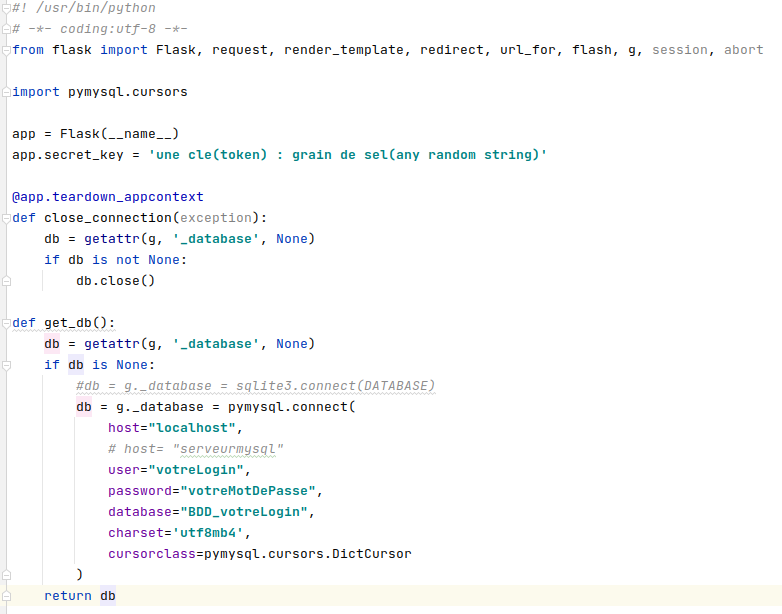 #! /usr/bin/python
# -*- coding:utf-8 -*-
from flask import Flask, request, render_template, redirect, url_for, flash, g, session, abort

import pymysql.cursors

app = Flask(__name__)
app.secret_key = 'une cle(token) : grain de sel(any random string)'

@app.teardown_appcontext
def close_connection(exception):
    db = getattr(g, '_database', None)
    if db is not None:
        db.close()

def get_db():
    db = getattr(g, '_database', None)
    if db is None:
        #db = g._database = sqlite3.connect(DATABASE)
        db = g._database = pymysql.connect(
            host="localhost",
            # host= "serveurmysql"
            user="votreLogin",
            password="votreMotDePasse",
            database="BDD_votreLogin",
            charset='utf8mb4',
            cursorclass=pymysql.cursors.DictCursor
        )
    return db